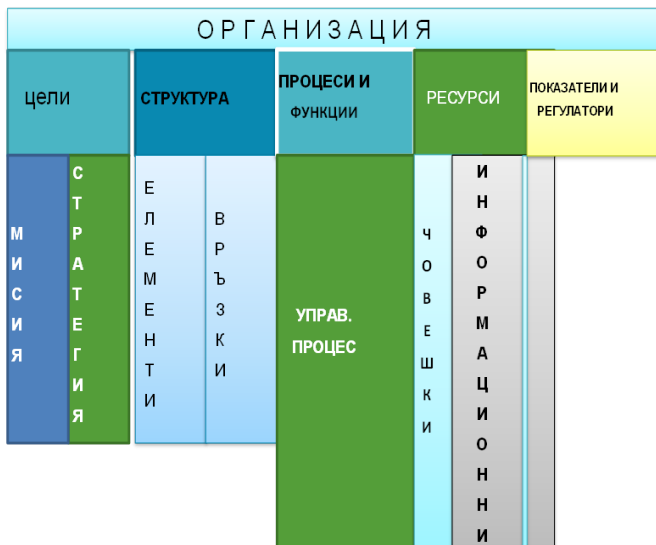 ОРГАНИЗАЦИЯ
цели
СТРУКТУРА
ПРОЦЕСИ И
ФУНКЦИИ
РЕСУРСИ
ПОКАЗАТЕЛИ И
РЕГУЛАТОРИ
МИСИЯ
СТРАТЕГИЯ
ЕЛЕМЕНТИ
ВРЪЗКИ
УПРАВ.
ПРОЦЕС
ЧОВЕШКИ
ИНФОРМАЦИОННИ